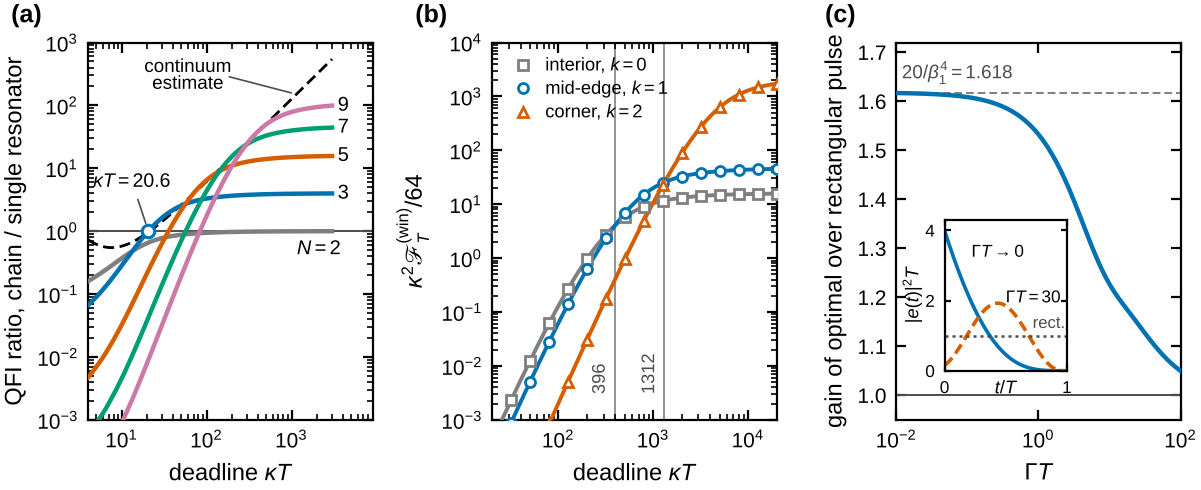 (a)
QFI ratio, chain / single resonator
10³
10²
10¹
10⁰
10⁻¹
10⁻²
10⁻³
continuum
estimate
κT = 20.6
9
7
5
3
N = 2
10¹
10²
10³
deadline κT
(b)
κ²ℱ_T^(win)/64
10⁴
10³
10²
10¹
10⁰
10⁻¹
10⁻²
10⁻³
interior, k = 0
mid-edge, k = 1
corner, k = 2
396
1312
10²
10³
10⁴
deadline κT
(c)
gain of optimal over rectangular pulse
1.7
1.6
1.5
1.4
1.3
1.2
1.1
1.0
20/β₁⁴ = 1.618
|e(t)|²T
4
2
0
ΓT → 0
ΓT = 30
rect.
0
t/T
1
10⁻²
10⁰
10²
ΓT